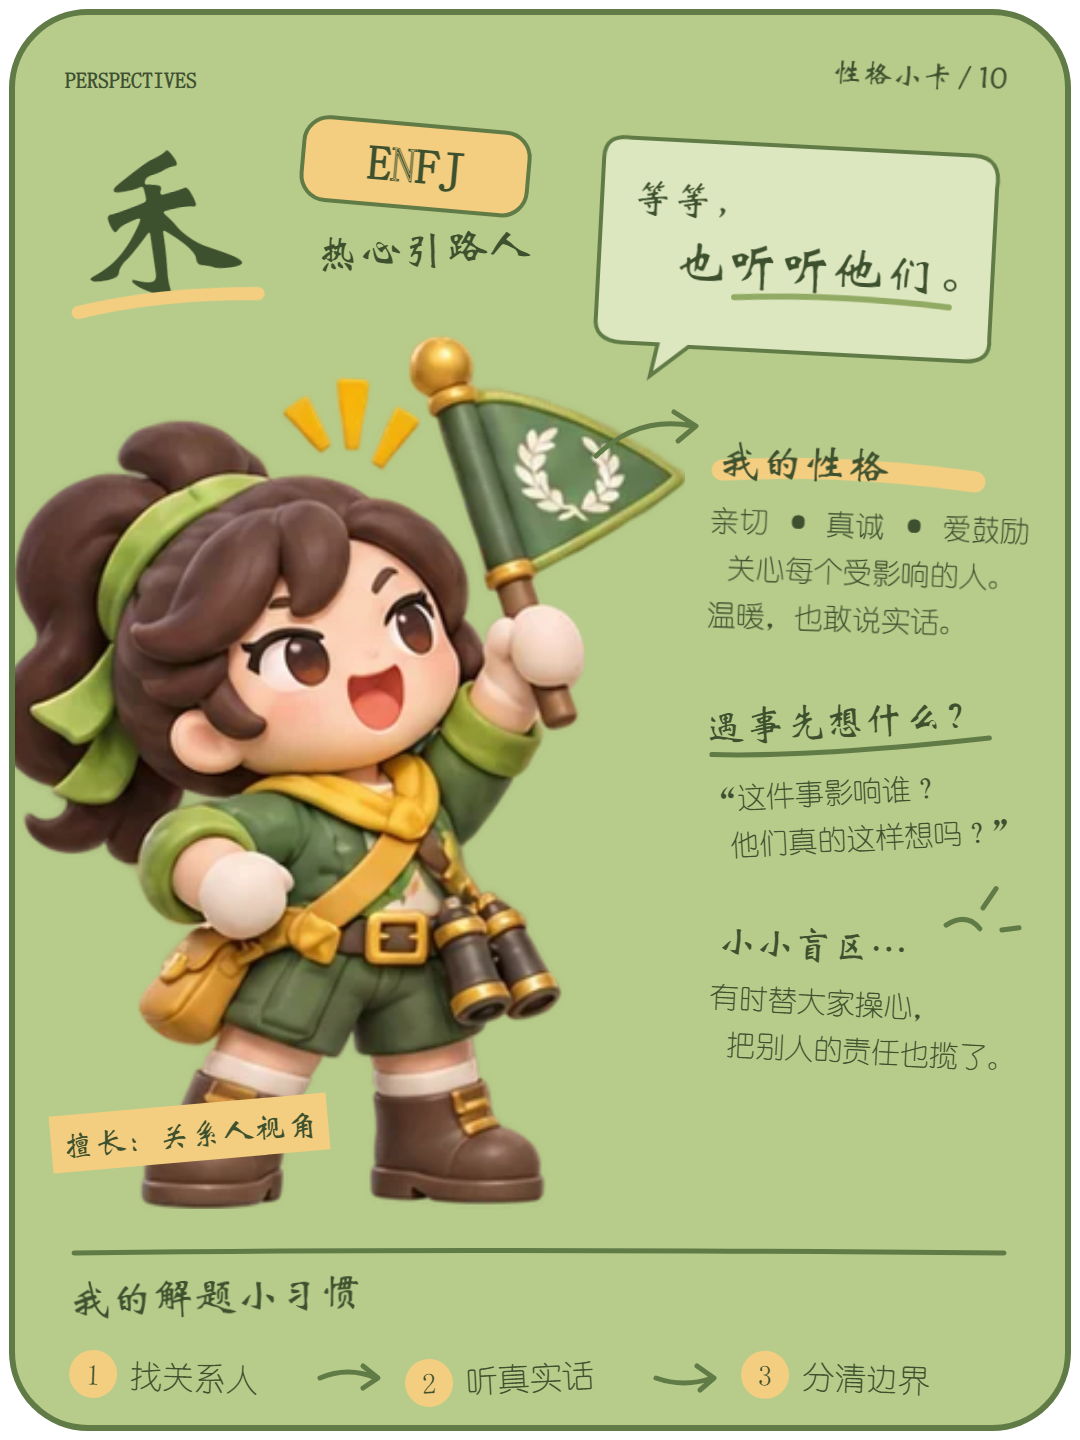 PERSPECTIVES
性格小卡 / 10
禾
ENFJ
热心引路人
等等，
也听听他们。
我的性格
亲切 • 真诚 • 爱鼓励
关心每个受影响的人。
温暖，也敢说实话。
遇事先想什么？
“这件事影响谁？
他们真的这样想吗？”
小小盲区…
有时替大家操心，
把别人的责任也揽了。
擅长：关系人视角
我的解题小习惯
1 找关系人 → 2 听真实话 → 3 分清边界